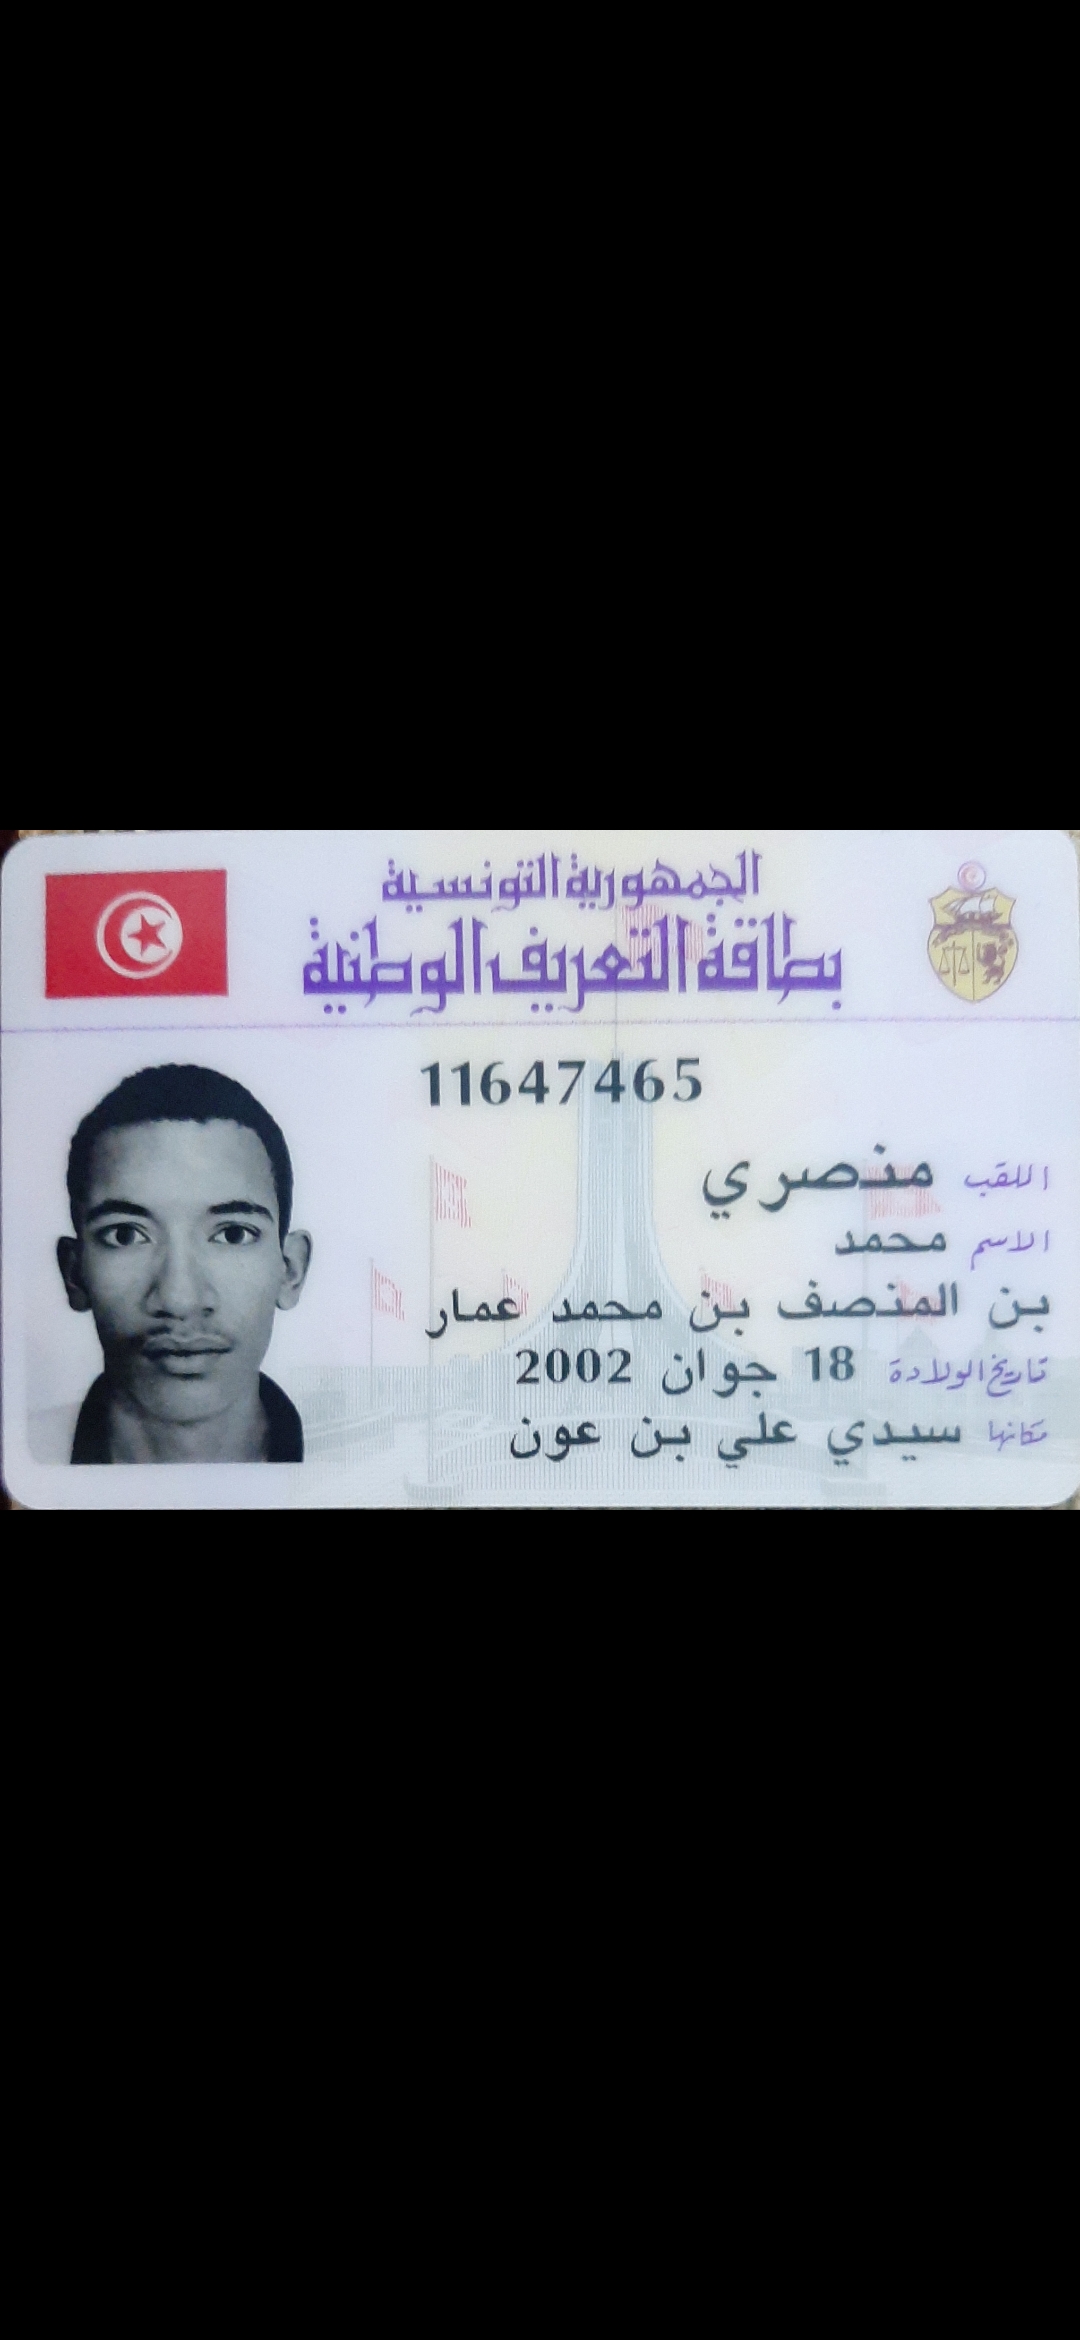 الجمهورية التونسية
بطاقة التعريف الوطنية
11647465
اللقب منصري
الاسم محمد
بن المنصف بن محمد عمار
تاريخ الولادة 18 جوان 2002
مكانها سيدي علي بن عون